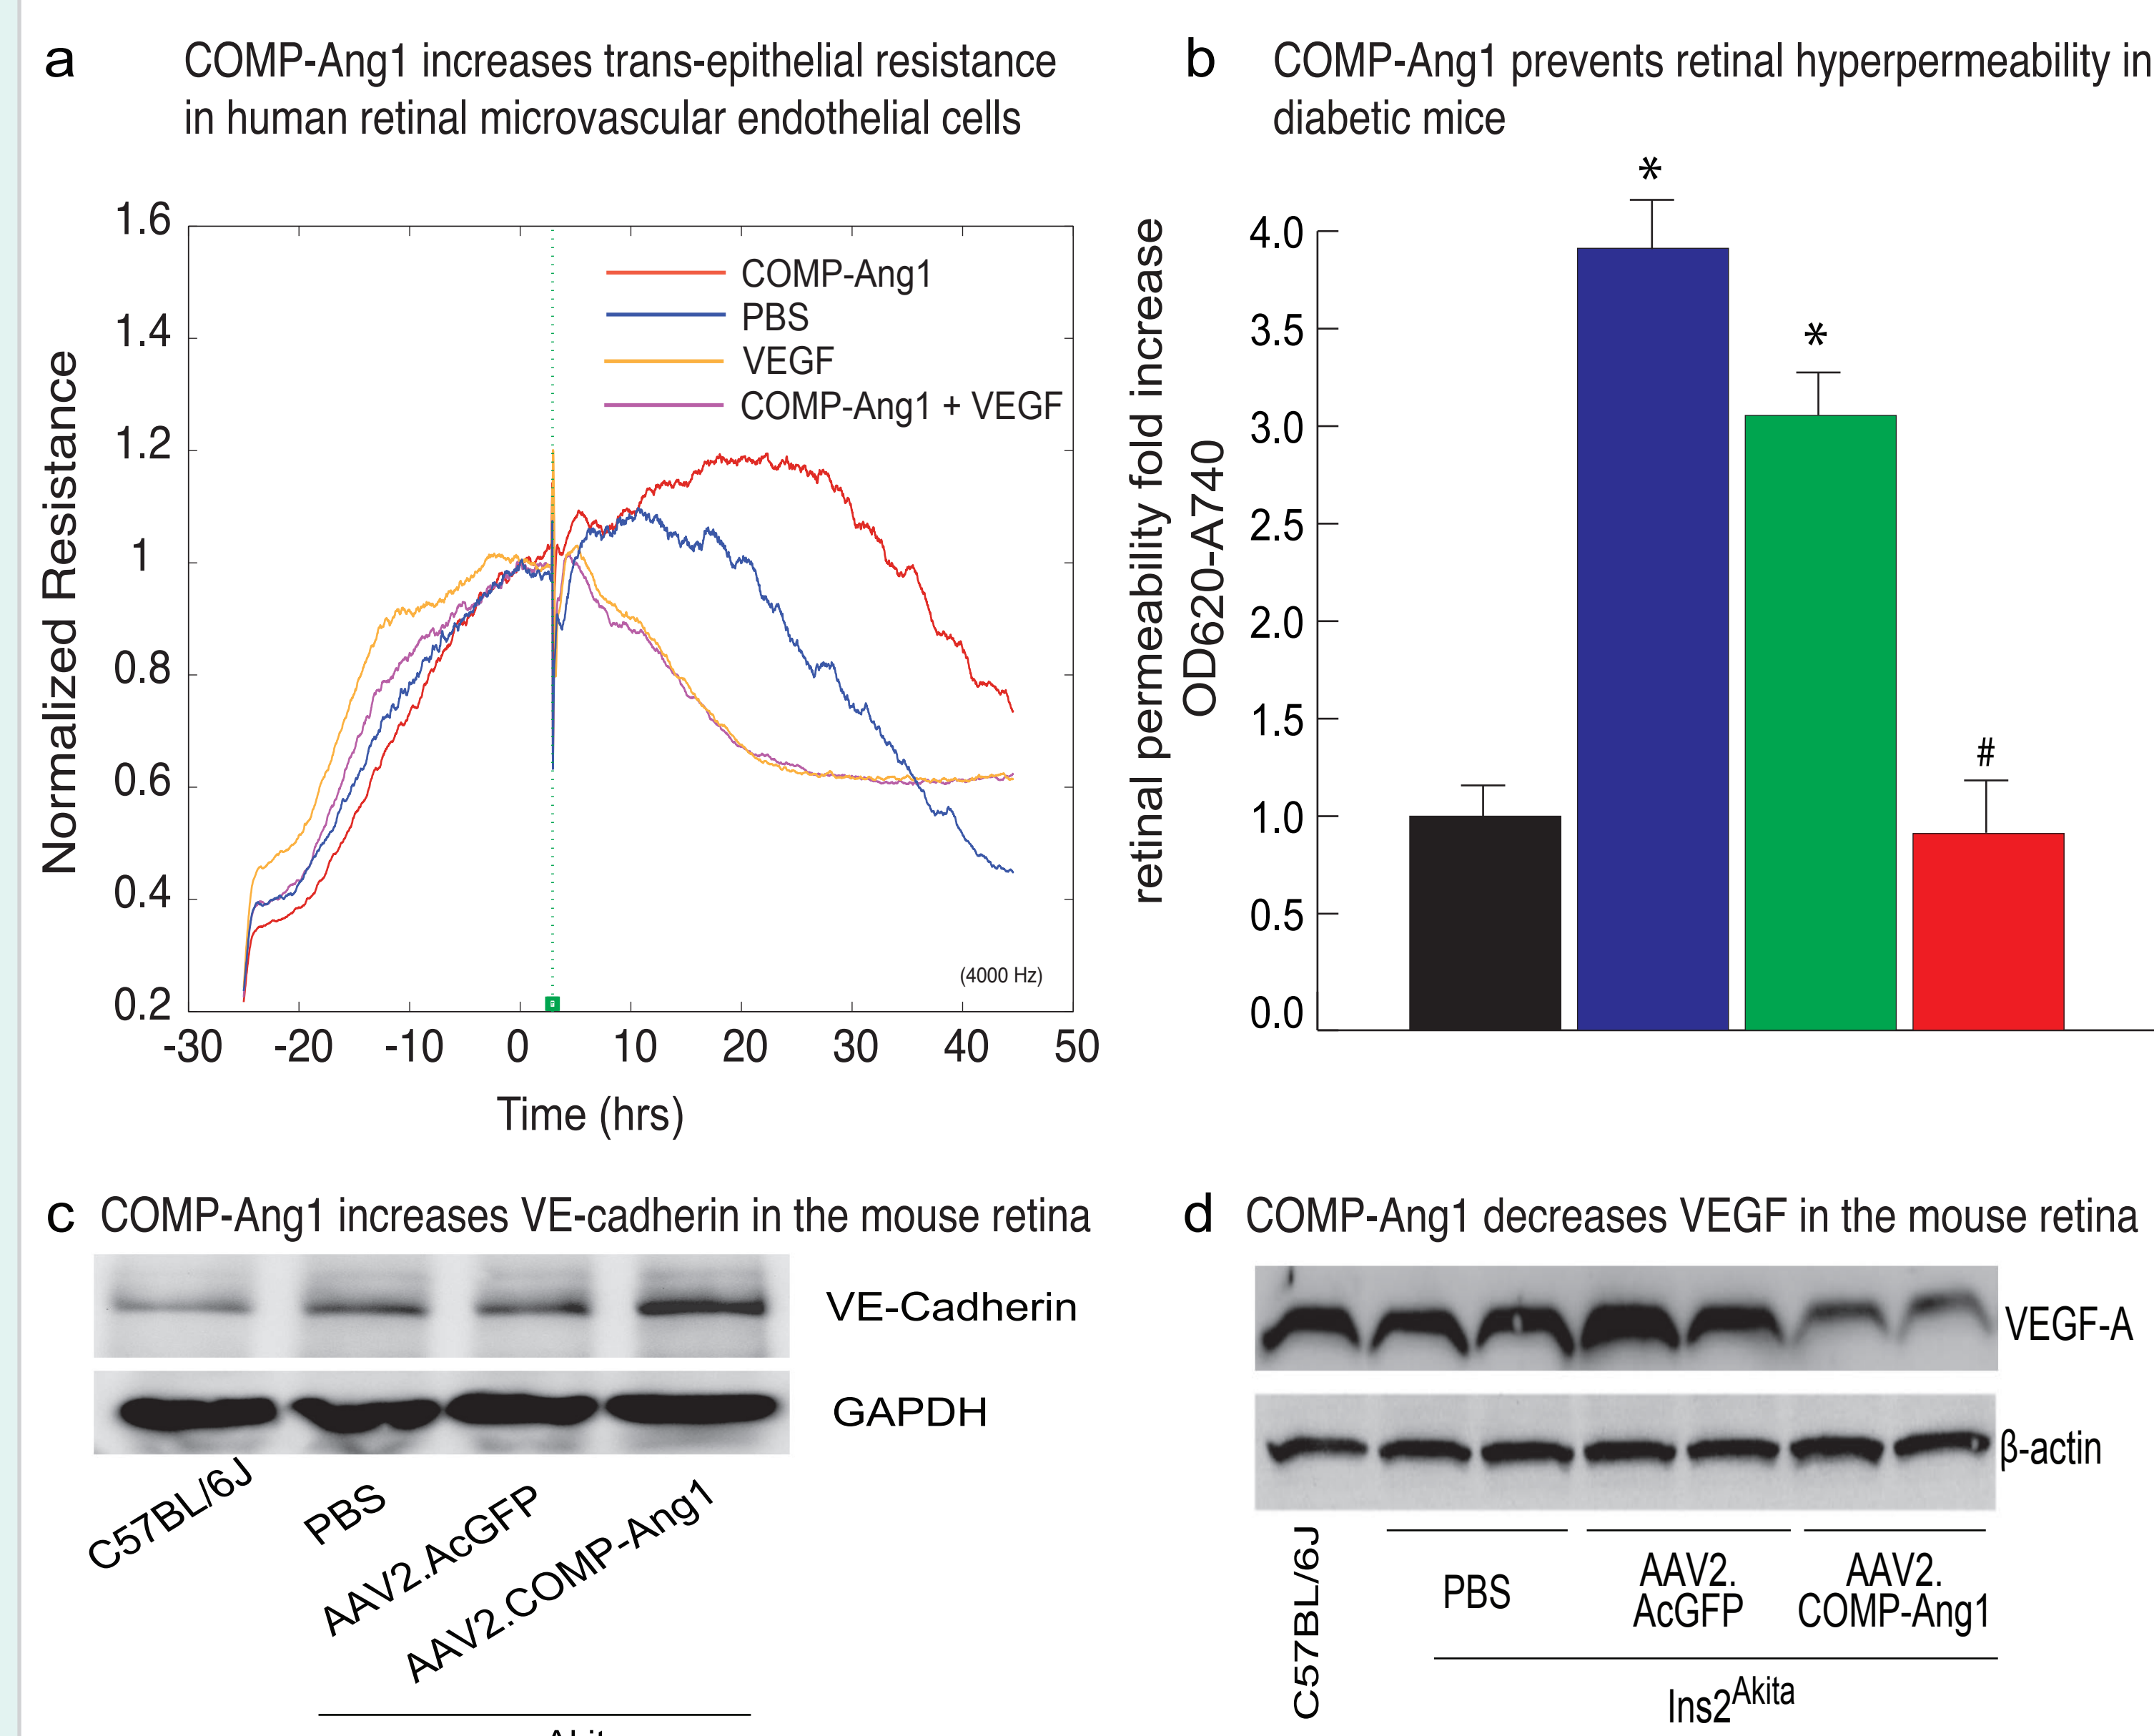 a
COMP-Ang1 increases trans-epithelial resistance
in human retinal microvascular endothelial cells
Normalized Resistance
1.6
1.4
1.2
1
0.8
0.6
0.4
0.2
COMP-Ang1
PBS
VEGF
COMP-Ang1 + VEGF
(4000 Hz)
-30 -20 -10 0 10 20 30 40 50
Time (hrs)
b
COMP-Ang1 prevents retinal hyperpermeability in
diabetic mice
retinal permeability fold increase
OD620-A740
4.0
3.5
3.0
2.5
2.0
1.5
1.0
0.5
0.0
*
*
#
c COMP-Ang1 increases VE-cadherin in the mouse retina
VE-Cadherin
GAPDH
C57BL/6J
PBS
AAV2.AcGFP
AAV2.COMP-Ang1
d COMP-Ang1 decreases VEGF in the mouse retina
VEGF-A
β-actin
C57BL/6J
PBS
AAV2.
AcGFP
AAV2.
COMP-Ang1
Ins2Akita